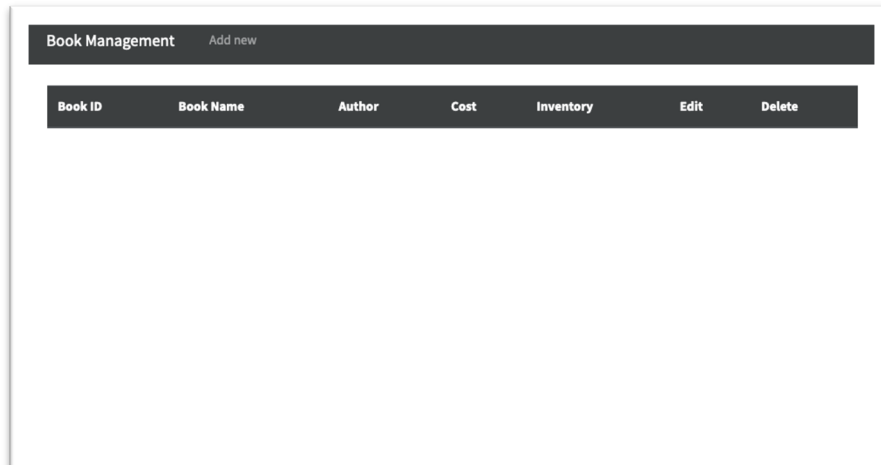 Book Management Add new
Book ID Book Name Author Cost Inventory Edit Delete